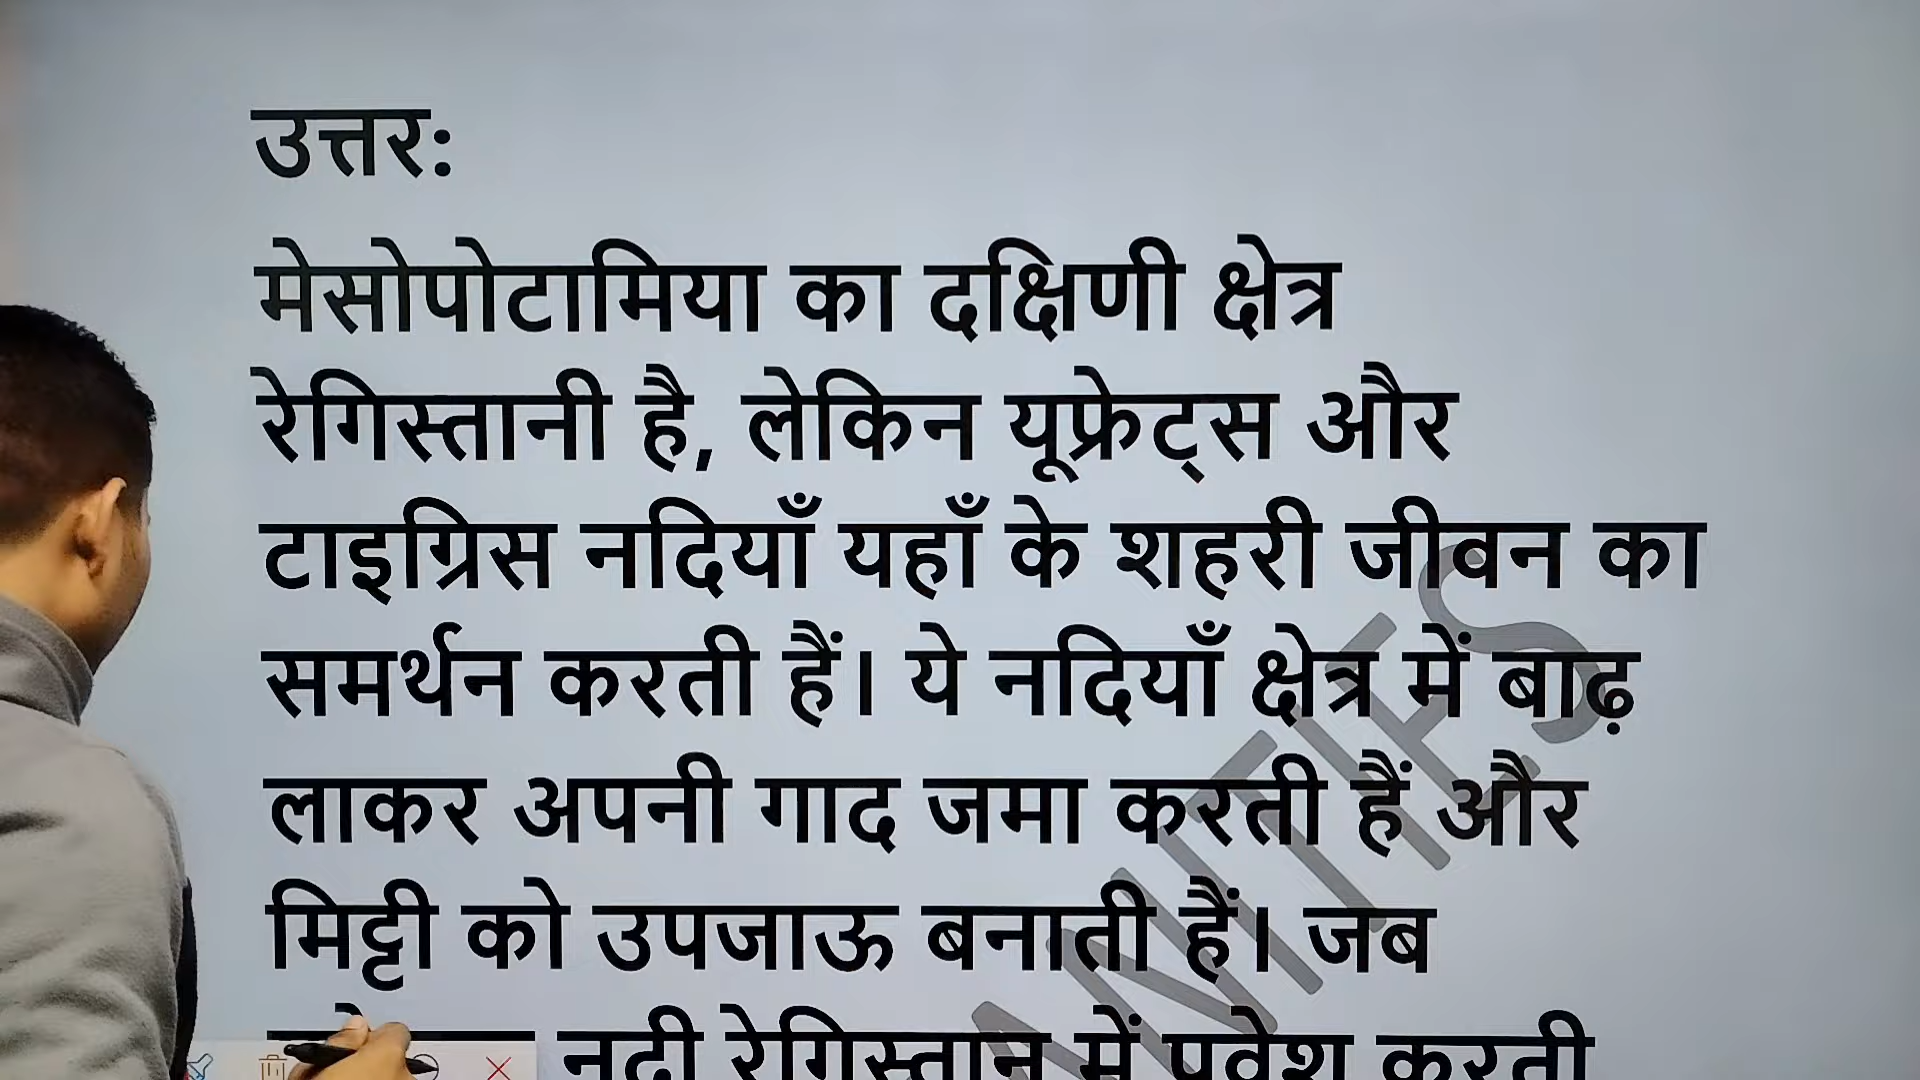 उत्तर:
मेसोपोटामिया का दक्षिणी क्षेत्र
रेगिस्तानी है, लेकिन यूफ्रेट्स और
टाइग्रिस नदियाँ यहाँ के शहरी जीवन का
समर्थन करती हैं। ये नदियाँ क्षेत्र में बाढ़
लाकर अपनी गाद जमा करती हैं और
मिट्टी को उपजाऊ बनाती हैं। जब
नदी रेगिस्तान में प्रवेश करती